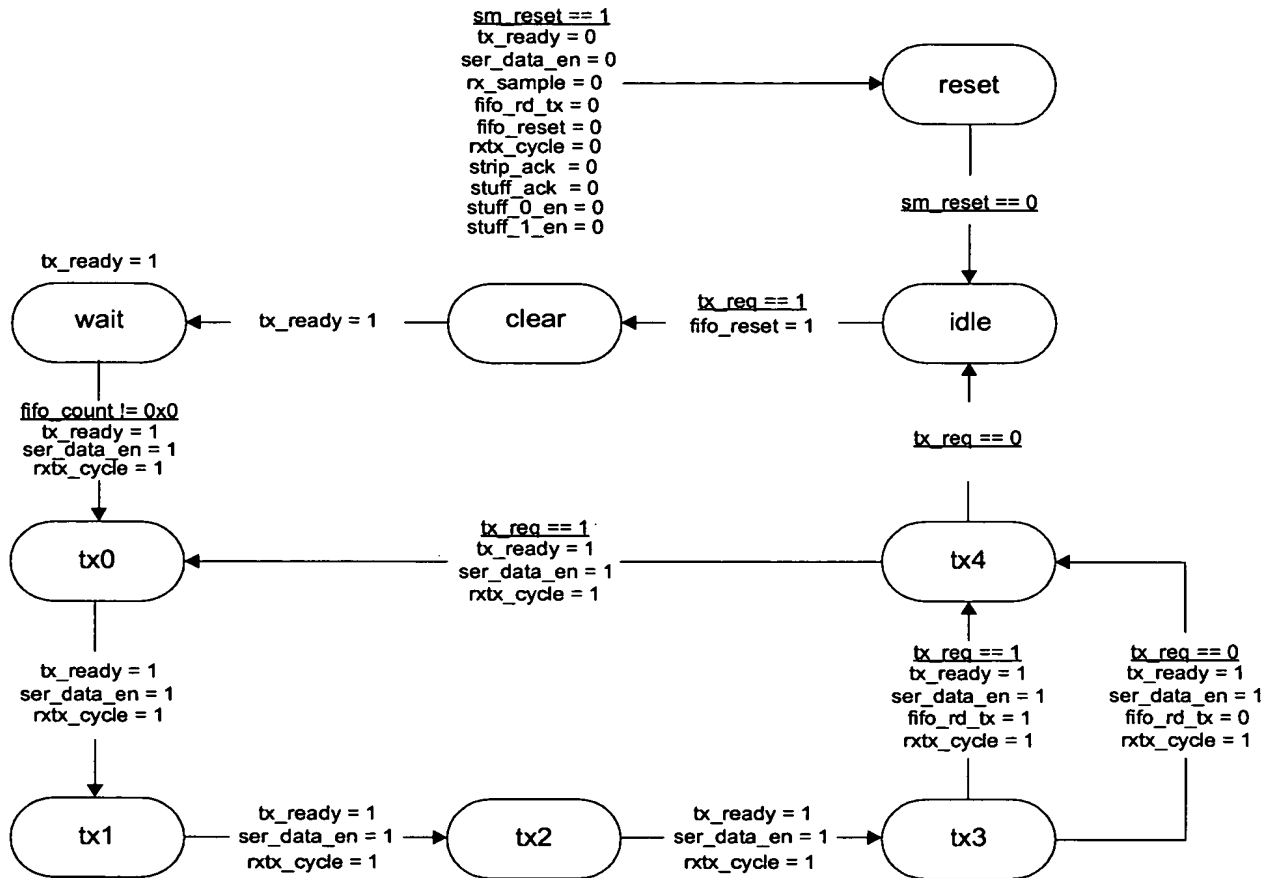 sm_reset == 1
tx_ready = 0
ser_data_en = 0
rx_sample = 0
fifo_rd_tx = 0
fifo_reset = 0
rxtx_cycle = 0
strip_ack = 0
stuff_ack = 0
stuff_0_en = 0
stuff_1_en = 0
reset
sm_reset == 0
tx_ready = 1
wait
tx_ready = 1
clear
tx_req == 1
fifo_reset = 1
idle
fifo_count != 0x0
tx_ready = 1
ser_data_en = 1
rxtx_cycle = 1
tx_req == 0
tx0
tx_req == 1
tx_ready = 1
ser_data_en = 1
rxtx_cycle = 1
tx4
tx_ready = 1
ser_data_en = 1
rxtx_cycle = 1
tx_req == 1
tx_ready = 1
ser_data_en = 1
fifo_rd_tx = 1
rxtx_cycle = 1
tx_req == 0
tx_ready = 1
ser_data_en = 1
fifo_rd_tx = 0
rxtx_cycle = 1
tx1
tx_ready = 1
ser_data_en = 1
rxtx_cycle = 1
tx2
tx_ready = 1
ser_data_en = 1
rxtx_cycle = 1
tx3